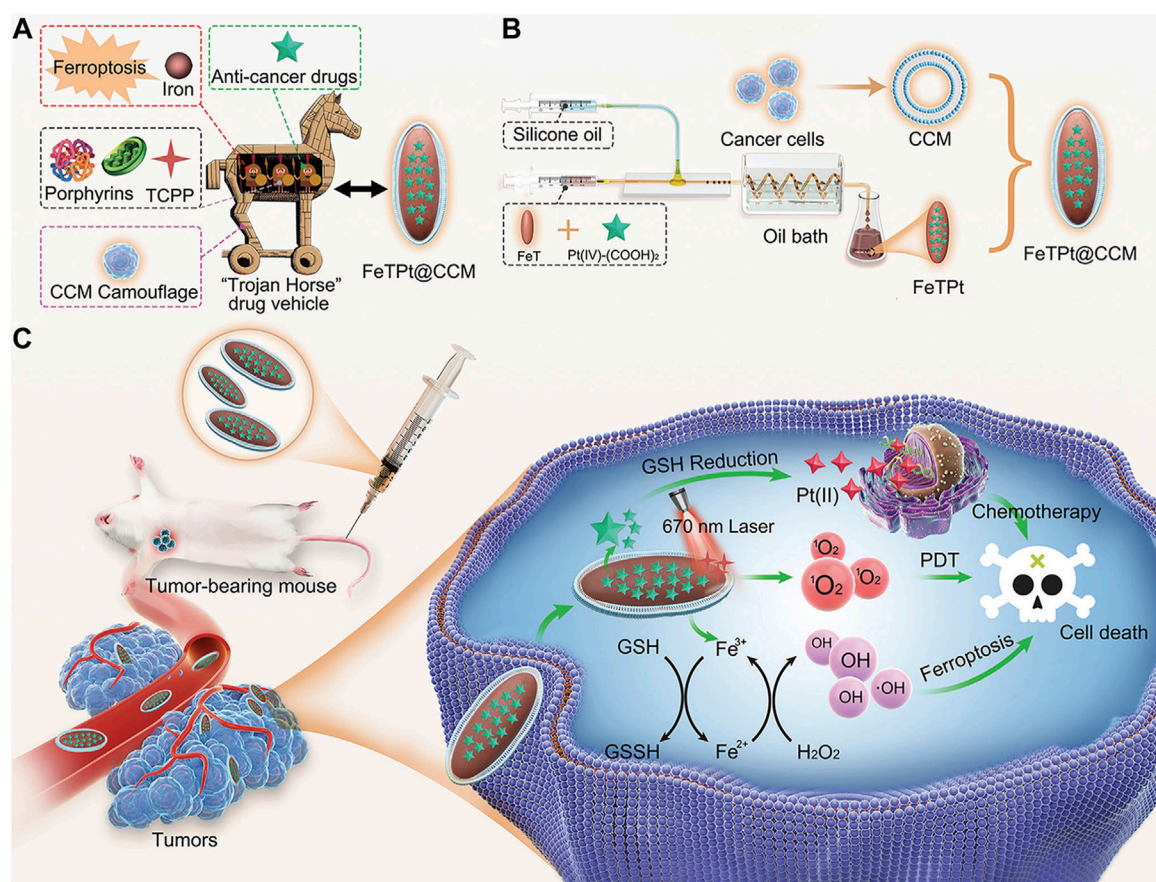 A
Ferroptosis
Iron
Anti-cancer drugs
Porphyrins
TCPP
CCM Camouflage
“Trojan Horse”
drug vehicle
FeTPt@CCM
B
Silicone oil
FeT
Pt(IV)-(COOH)₂
Cancer cells
CCM
Oil bath
FeTPt
FeTPt@CCM
C
Tumor-bearing mouse
Tumors
GSH Reduction
Pt(II)
670 nm Laser
Chemotherapy
¹O₂
¹O₂
¹O₂
PDT
Cell death
GSH
Fe³⁺
OH
OH
OH
·OH
Ferroptosis
GSSH
Fe²⁺
H₂O₂